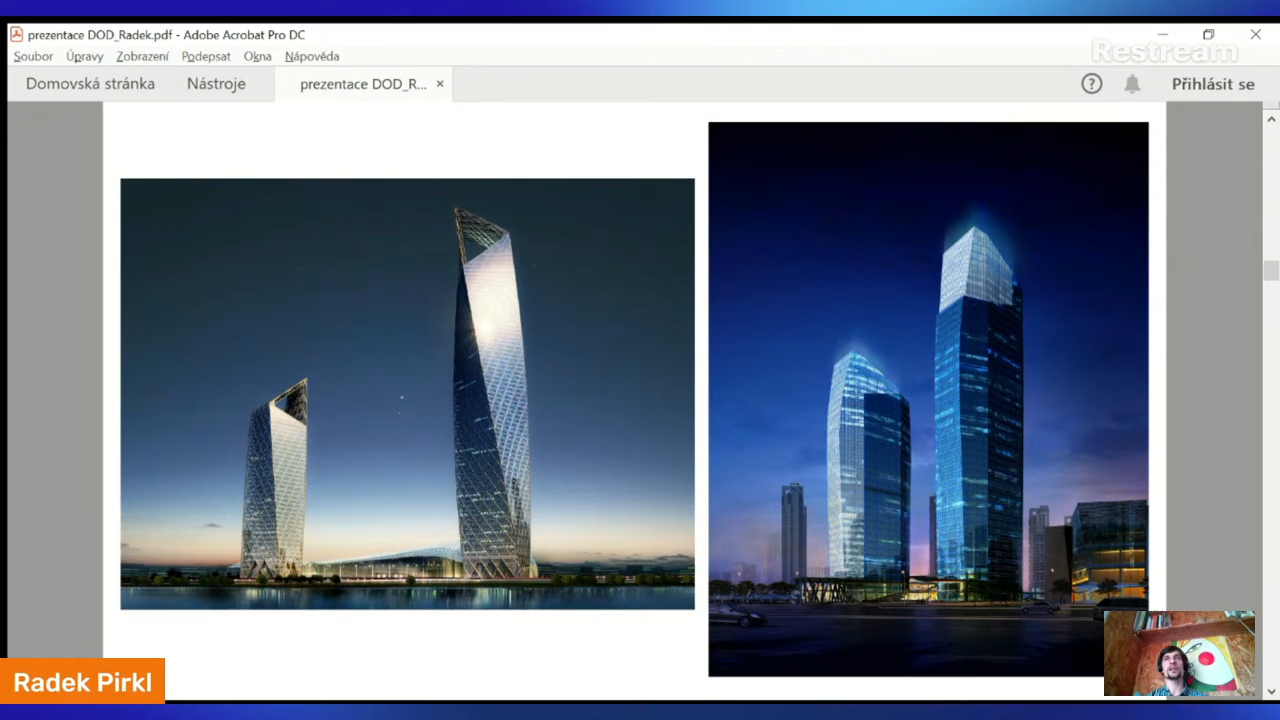 prezentace DOD_Radek.pdf - Adobe Acrobat Pro DC
Restream
Soubor Úpravy Zobrazení Podepsat Okna Nápověda
Domovská stránka Nástroje prezentace DOD_R... × ? Přihlásit se
Radek Pirkl